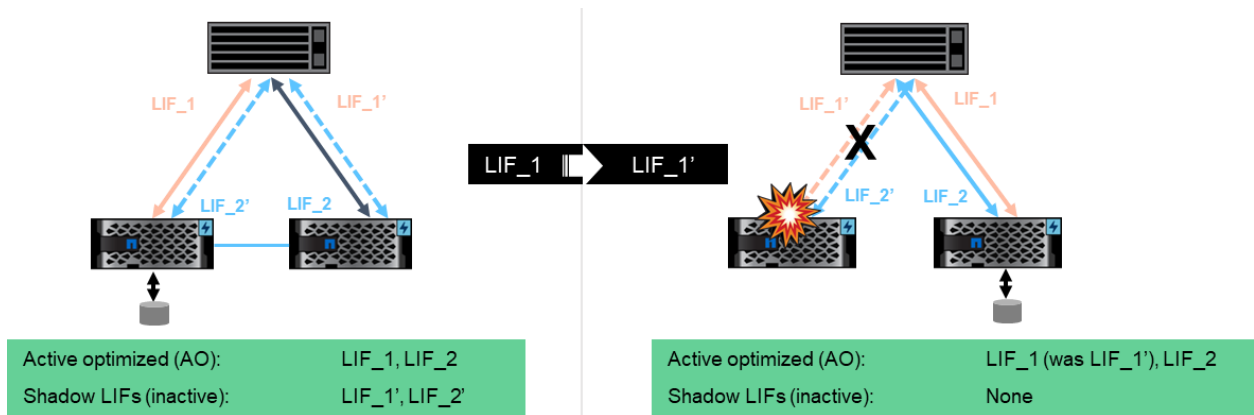 LIF_1
LIF_1’
LIF_2’
LIF_2
Active optimized (AO): LIF_1, LIF_2
Shadow LIFs (inactive): LIF_1’, LIF_2’
LIF_1 LIF_1’
LIF_1’
LIF_1
X
LIF_2’
LIF_2
Active optimized (AO): LIF_1 (was LIF_1’), LIF_2
Shadow LIFs (inactive): None